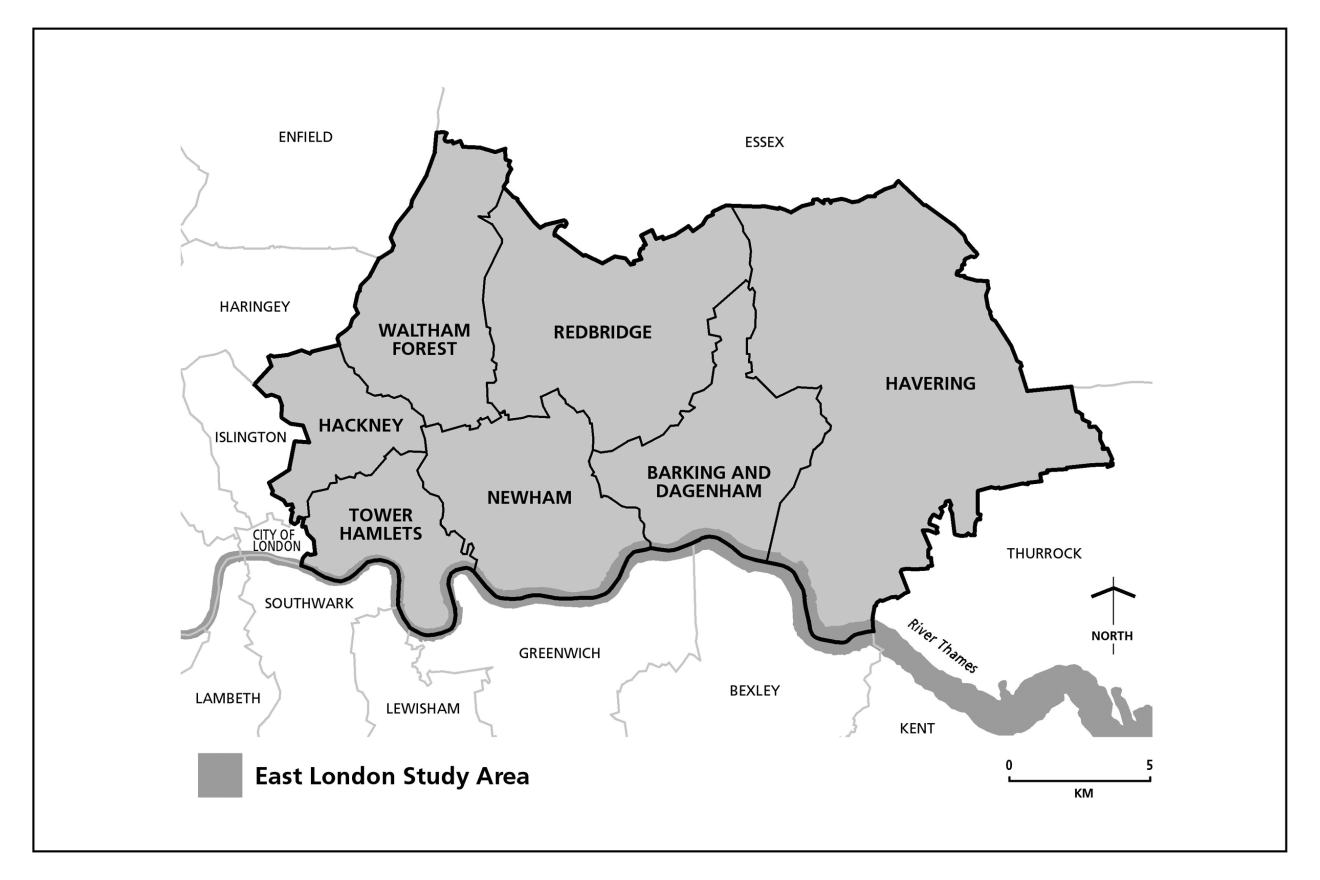 ENFIELD
ESSEX
HARINGEY
WALTHAM
FOREST
REDBRIDGE
HAVERING
HACKNEY
ISLINGTON
BARKING AND
DAGENHAM
NEWHAM
TOWER
HAMLETS
CITY OF
LONDON
THURROCK
SOUTHWARK
NORTH
River Thames
GREENWICH
BEXLEY
LAMBETH
LEWISHAM
KENT
East London Study Area
0 5
KM